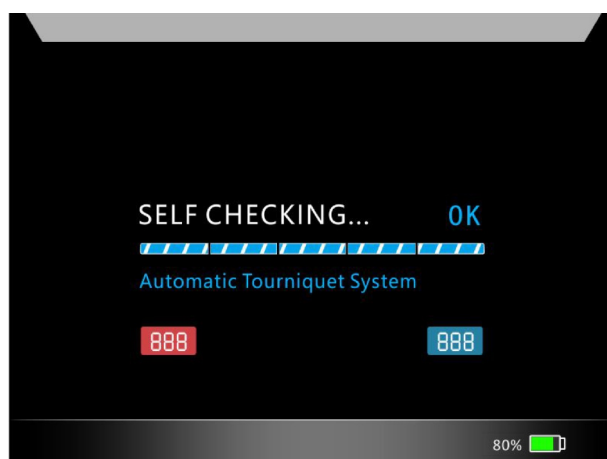 SELF CHECKING... OK
Automatic Tourniquet System
888 888
80%